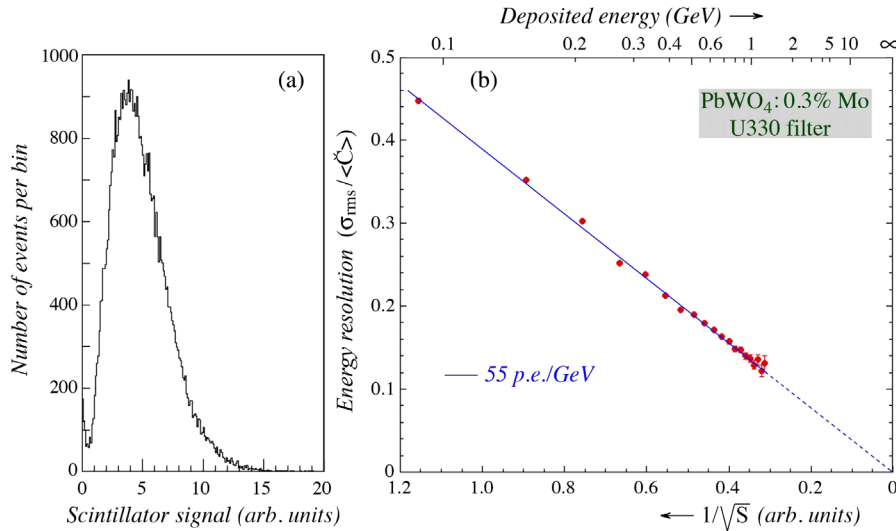 Deposited energy (GeV) →
0.1 0.2 0.3 0.4 0.6 1 2 5 10 ∞
1000
800
600
400
200
0
Number of events per bin
(a)
0 5 10 15 20
Scintillator signal (arb. units)
0.5
0.4
0.3
0.2
0.1
0
Energy resolution (σrms / <Č>)
(b)
PbWO4: 0.3% Mo
U330 filter
55 p.e./GeV
1.2 1.0 0.8 0.6 0.4 0.2 0
← 1/√S (arb. units)